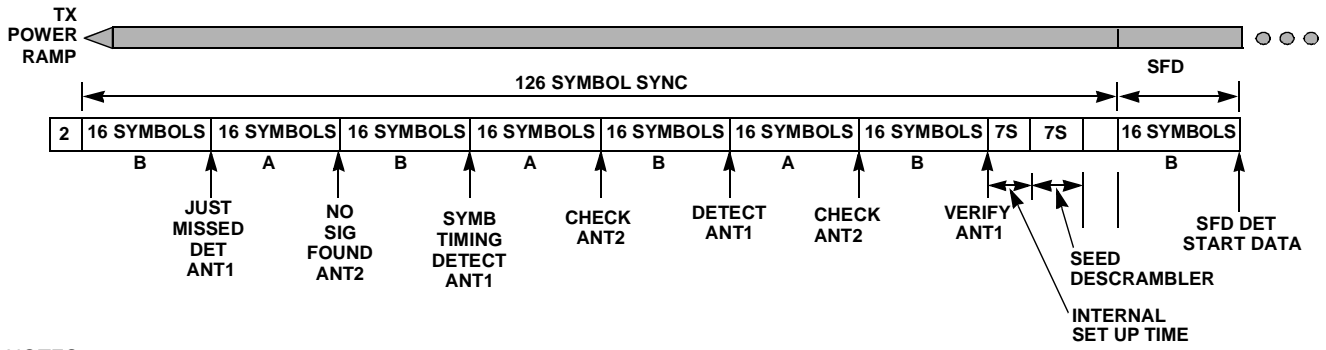 TX
POWER
RAMP
SFD
126 SYMBOL SYNC
2 16 SYMBOLS 16 SYMBOLS 16 SYMBOLS 16 SYMBOLS 16 SYMBOLS 16 SYMBOLS 16 SYMBOLS 7S 7S 16 SYMBOLS
B A B A B A B B
JUST
MISSED
DET
ANT1
NO
SIG
FOUND
ANT2
SYMB
TIMING
DETECT
ANT1
CHECK
ANT2
DETECT
ANT1
CHECK
ANT2
VERIFY
ANT1
SFD DET
START DATA
SEED
DESCRAMBLER
INTERNAL
SET UP TIME